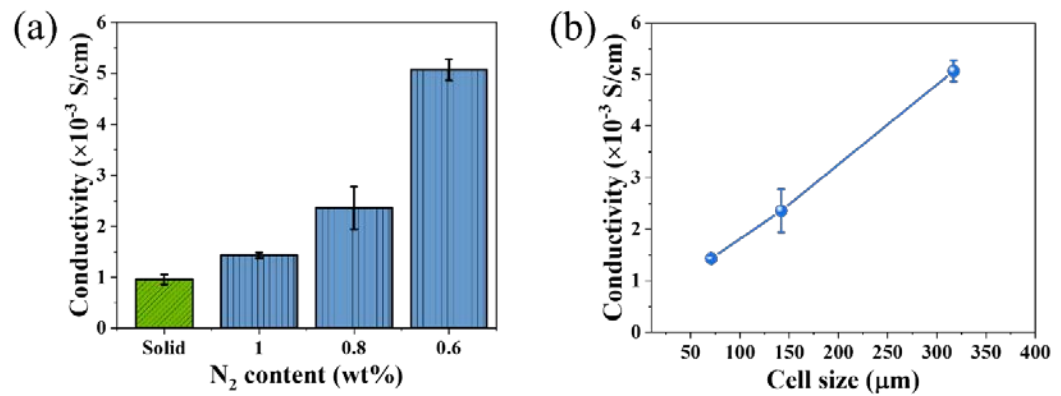 (a)
Conductivity (×10⁻³ S/cm)
6
5
4
3
2
1
0
Solid 1 0.8 0.6
N₂ content (wt%)
(b)
Conductivity (×10⁻³ S/cm)
6
5
4
3
2
1
0
50 100 150 200 250 300 350 400
Cell size (μm)